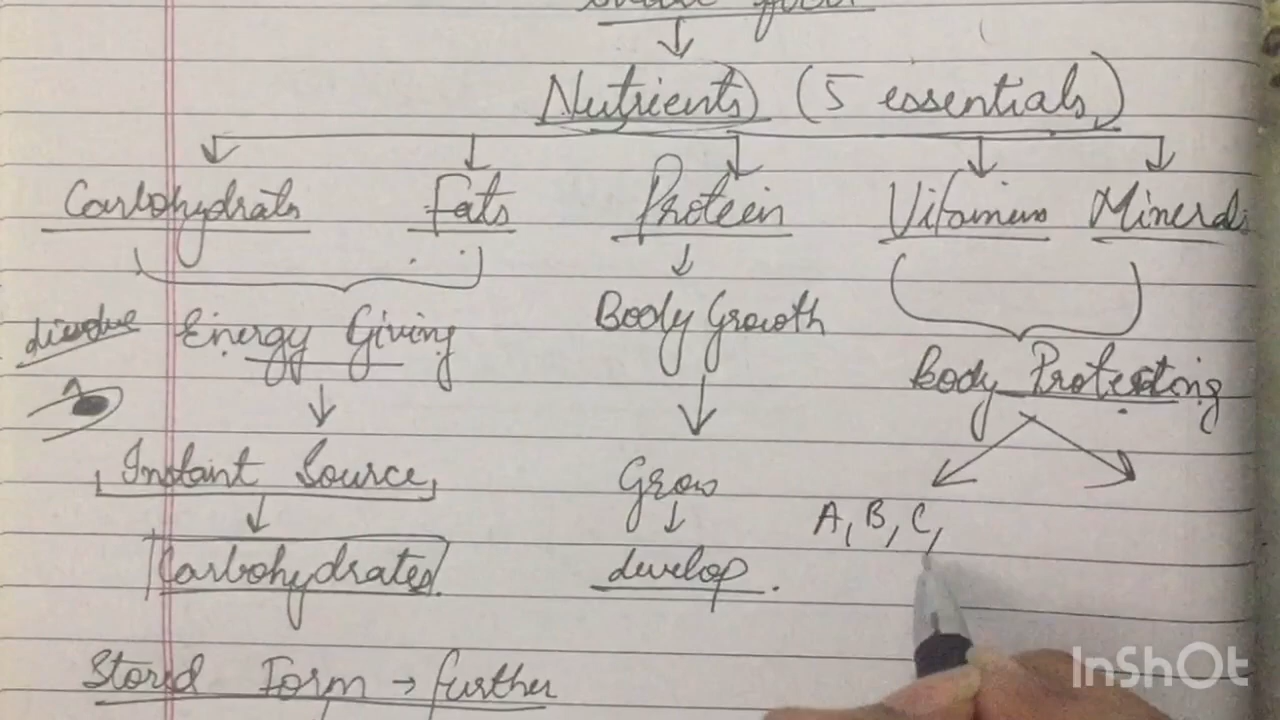 Nutrients (5 essentials)
Carbohydrats Fats Protein Vitamins Minerals
Energy Giving Body Growth
Body Protecting
Instant Source Grow
A, B, C,
Carbohydrates develop.
Stored Form → further
InShOt